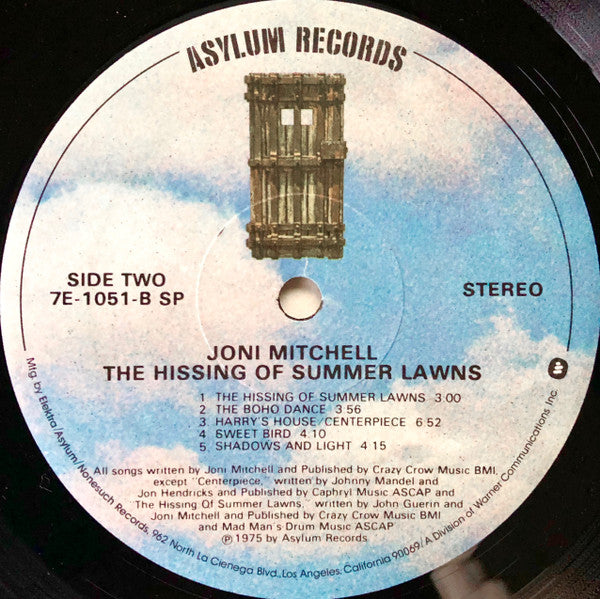 ASYLUM RECORDS
SIDE TWO
7E-1051-B SP
STEREO
JONI MITCHELL
THE HISSING OF SUMMER LAWNS
1 THE HISSING OF SUMMER LAWNS 3:00
2 THE BOHO DANCE 3:56
3 HARRY'S HOUSE/CENTERPIECE 6:52
4 SWEET BIRD 4:10
5. SHADOWS AND LIGHT 4:15
All songs written by Joni Mitchell and Published by Crazy Crow Music BMI,
except "Centerpiece," written by Johnny Mandel and
Jon Hendricks and Published by Caphryl Music ASCAP and
"The Hissing Of Summer Lawns," written by John Guerin and
Joni Mitchell and Published by Crazy Crow Music BMI
and Mad Man's Drum Music ASCAP
℗ 1975 by Asylum Records
Mfg. by Elektra/Asylum/Nonesuch Records, 962 North La Cienega Blvd., Los Angeles, California 90069/A Division of Warner Communications Inc.